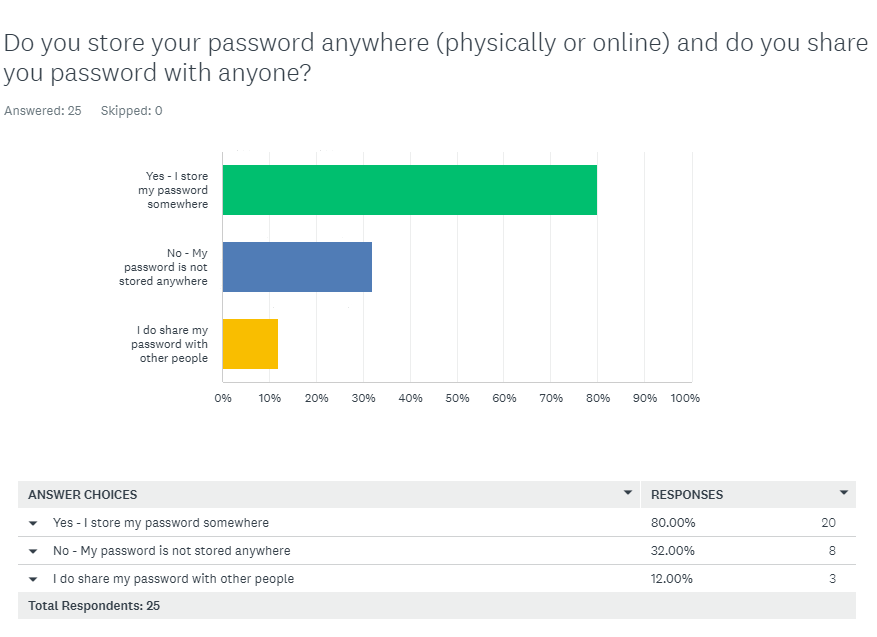 Do you store your password anywhere (physically or online) and do you share
you password with anyone?
Answered: 25 Skipped: 0
Yes - I store
my password
somewhere
No - My
password is not
stored anywhere
I do share my
password with
other people
0% 10% 20% 30% 40% 50% 60% 70% 80% 90% 100%
ANSWER CHOICES RESPONSES
Yes - I store my password somewhere 80.00% 20
No - My password is not stored anywhere 32.00% 8
I do share my password with other people 12.00% 3
Total Respondents: 25